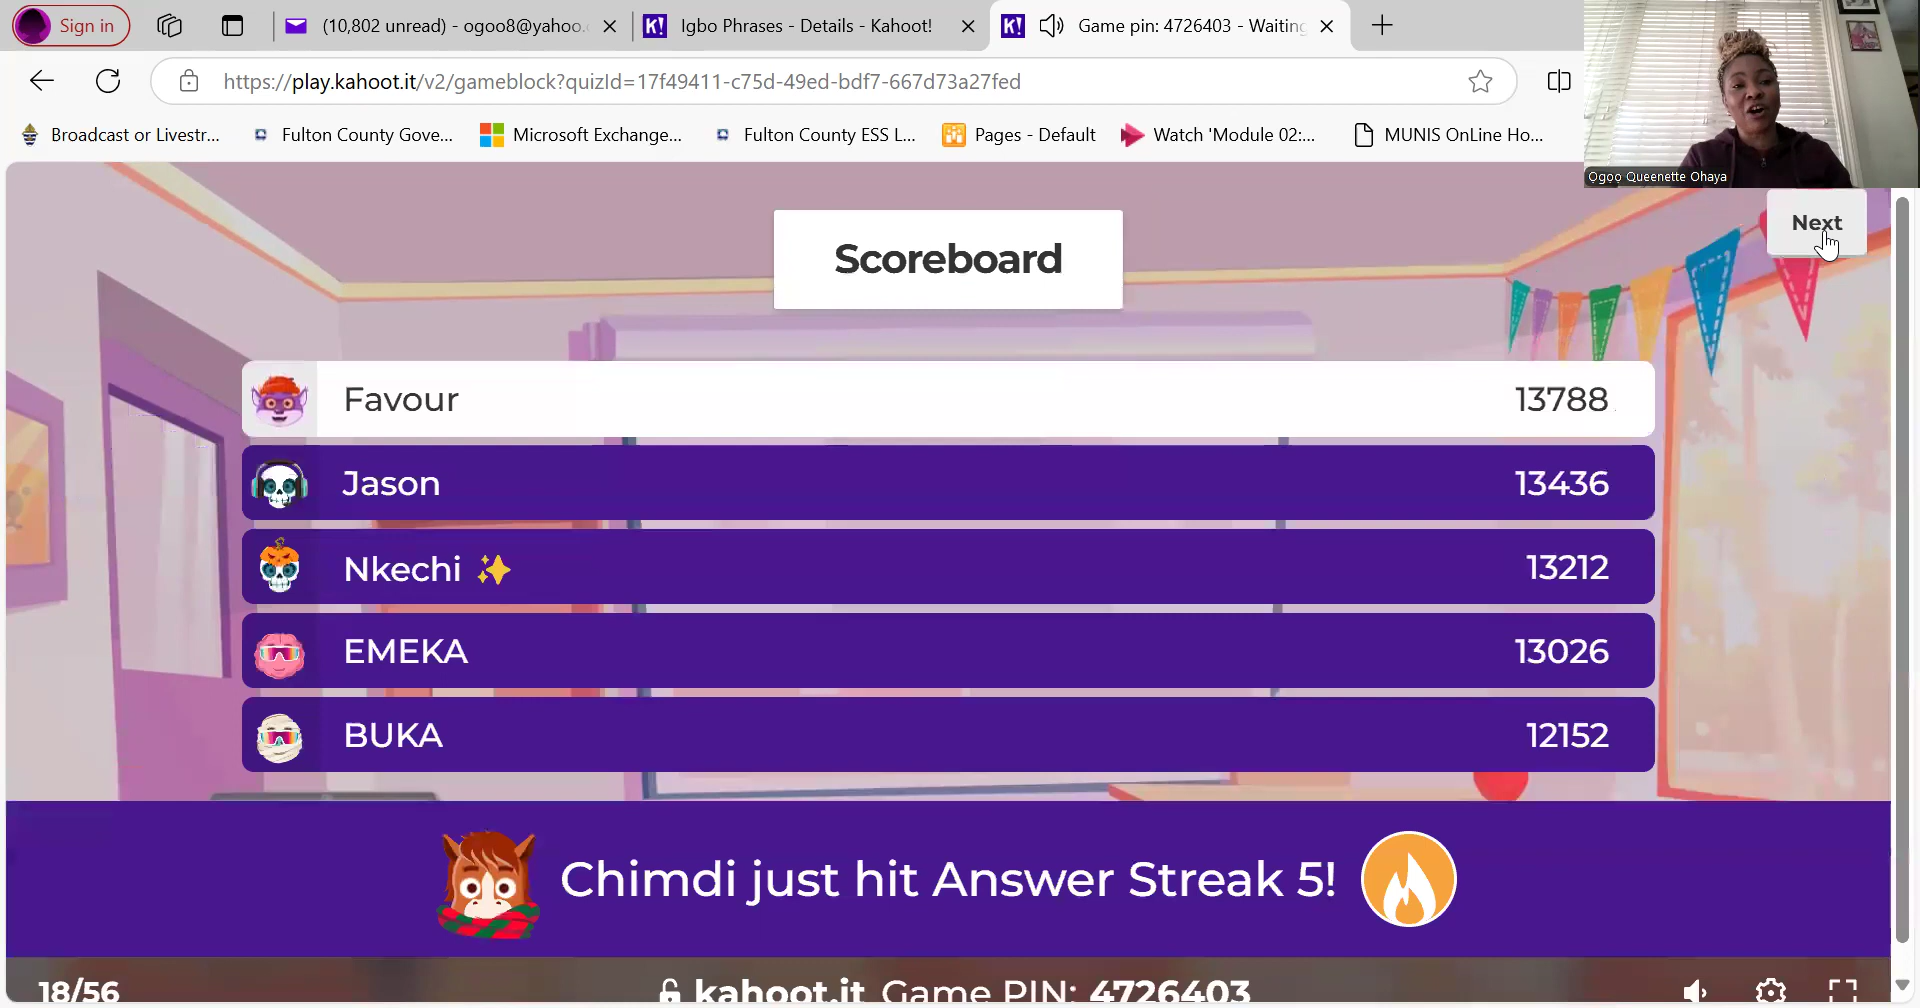 Sign in
(10,802 unread) - ogoo8@yahoo.
Igbo Phrases - Details - Kahoot!
Game pin: 4726403 - Waiting
https://play.kahoot.it/v2/gameblock?quizId=17f49411-c75d-49ed-bdf7-667d73a27fed
Broadcast or Livestr...
Fulton County Gove...
Microsoft Exchange...
Fulton County ESS L...
Pages - Default
Watch 'Module 02:...
MUNIS OnLine Ho...
Ọgọọ Queenette Ohaya
Next
Scoreboard
Favour 13788
Jason 13436
Nkechi ✨ 13212
EMEKA 13026
BUKA 12152
Chimdi just hit Answer Streak 5!
18/56
kahoot.it Game PIN: 4726403